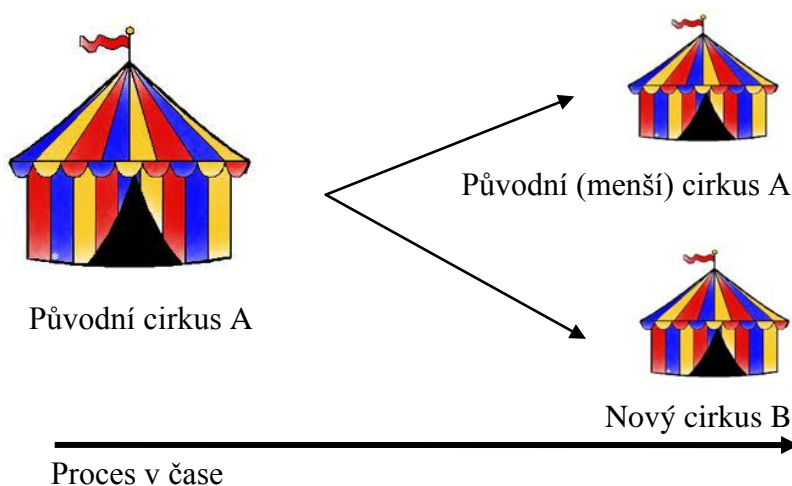 Původní cirkus A
Původní (menší) cirkus A
Nový cirkus B
Proces v čase